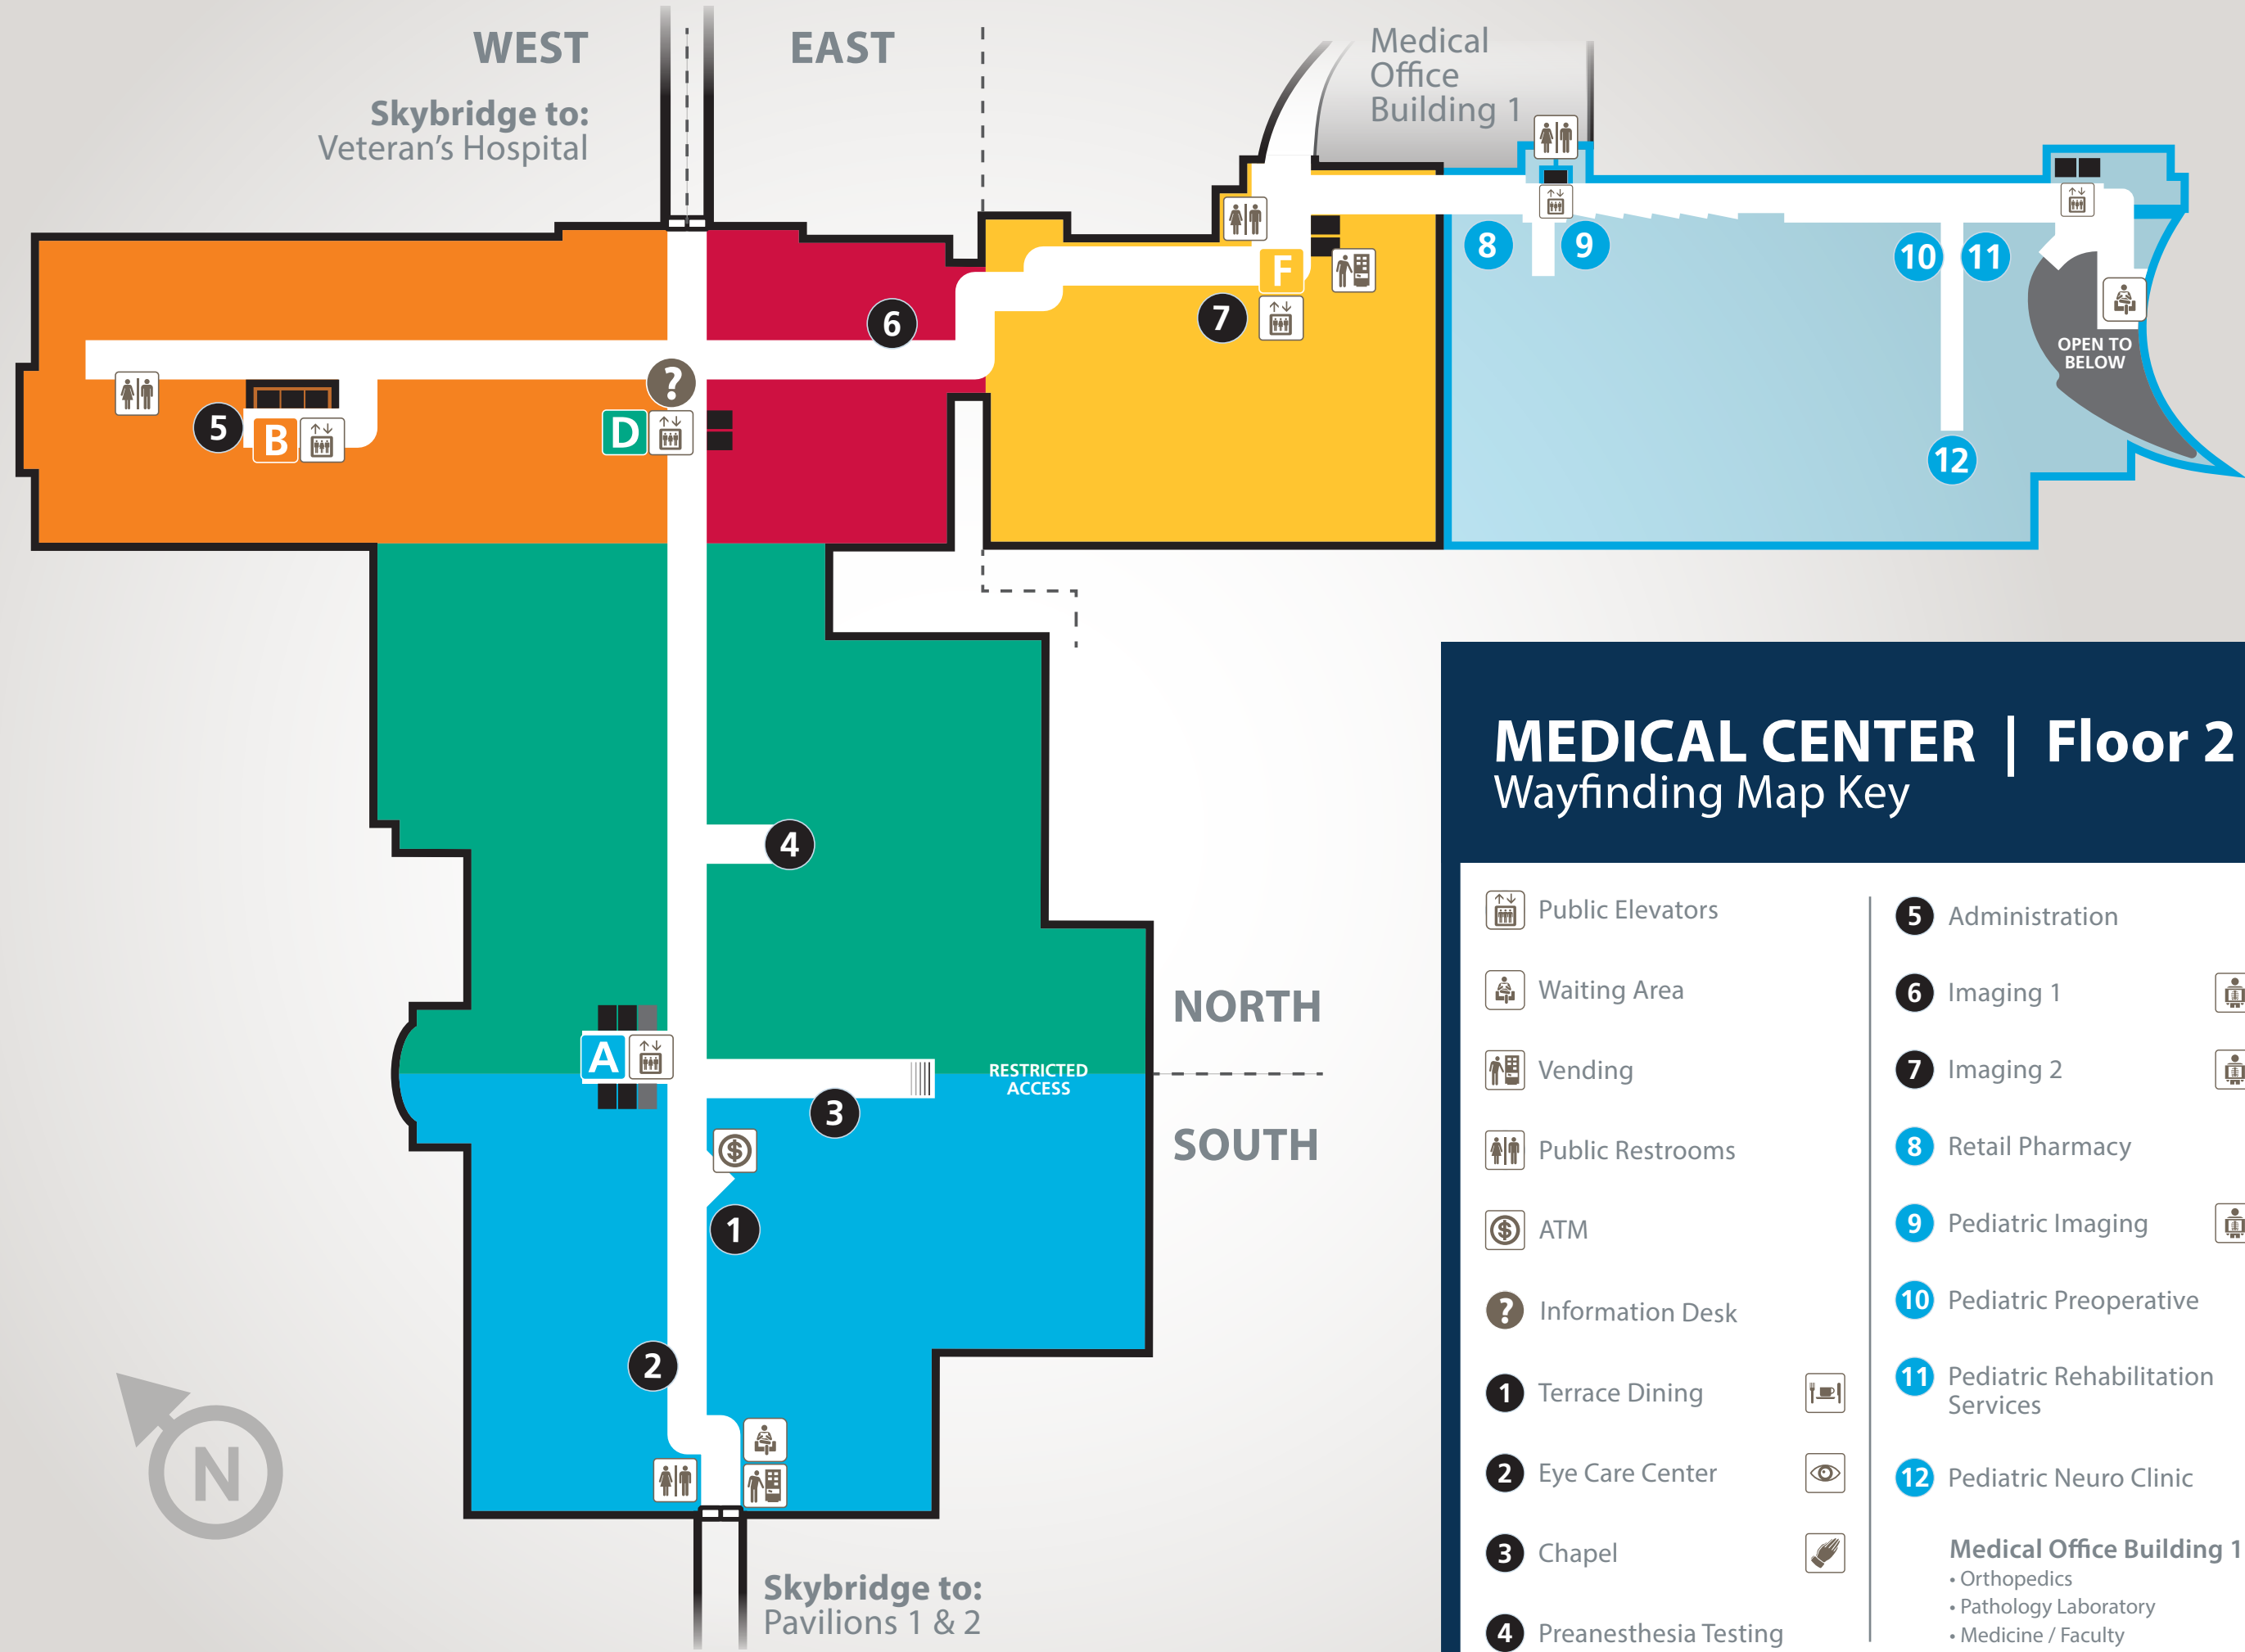 WEST
EAST
Skybridge to:
Veteran's Hospital
Medical
Office
Building 1
8
9
10
11
12
OPEN TO
BELOW
6
7
F
?
5
B
D
4
NORTH
A
RESTRICTED
ACCESS
3
SOUTH
$
1
2
N
Skybridge to:
Pavilions 1 & 2
MEDICAL CENTER | Floor 2
Wayfinding Map Key
Public Elevators
Waiting Area
Vending
Public Restrooms
$ ATM
? Information Desk
1 Terrace Dining
2 Eye Care Center
3 Chapel
4 Preanesthesia Testing
5 Administration
6 Imaging 1
7 Imaging 2
8 Retail Pharmacy
9 Pediatric Imaging
10 Pediatric Preoperative
11 Pediatric Rehabilitation
Services
12 Pediatric Neuro Clinic
Medical Office Building 1
• Orthopedics
• Pathology Laboratory
• Medicine / Faculty